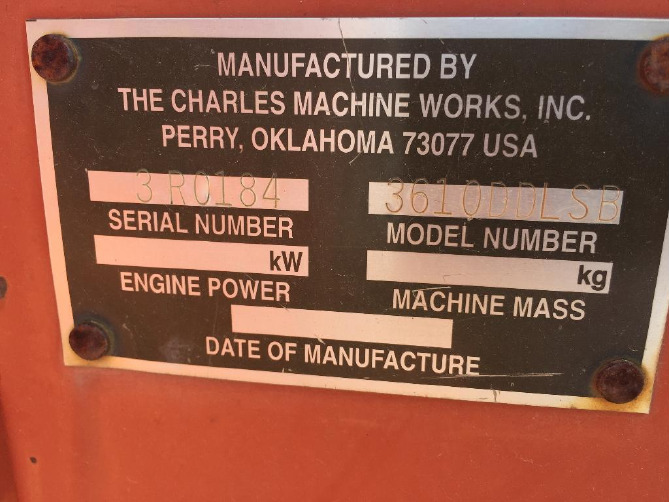 MANUFACTURED BY
THE CHARLES MACHINE WORKS, INC.
PERRY, OKLAHOMA 73077 USA
3R0184 3610DDLSB
SERIAL NUMBER MODEL NUMBER
kW kg
ENGINE POWER MACHINE MASS
DATE OF MANUFACTURE